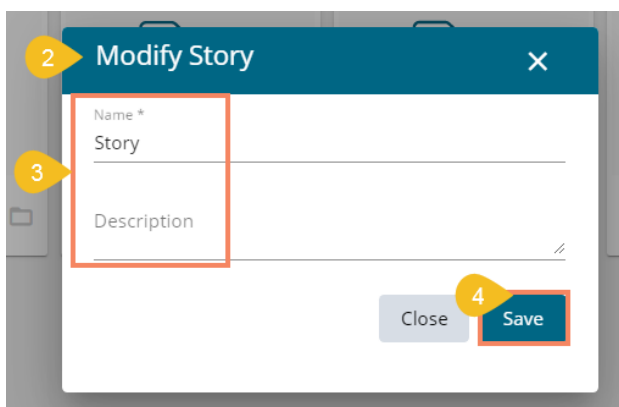 2
Modify Story
Name *
Story
3
Description
4
Close
Save